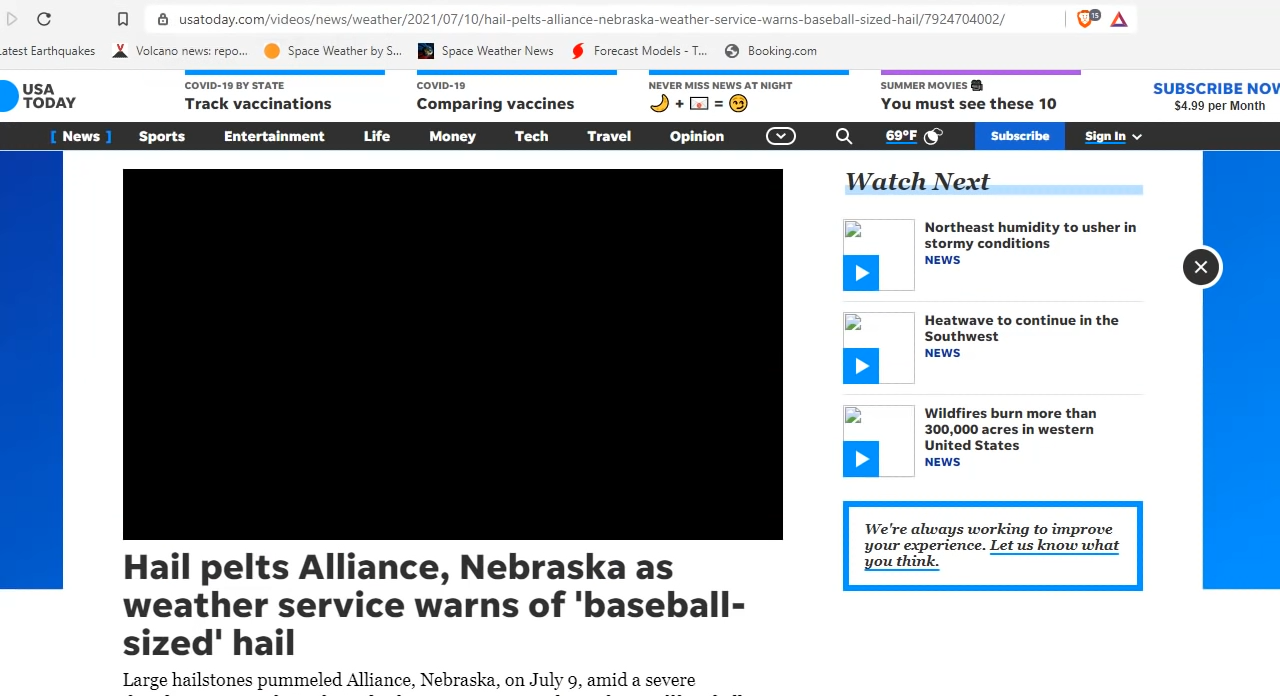 usatoday.com/videos/news/weather/2021/07/10/hail-pelts-alliance-nebraska-weather-service-warns-baseball-sized-hail/7924704002/
15
atest Earthquakes Volcano news: repo... Space Weather by S... Space Weather News Forecast Models - T... Booking.com
USA
TODAY
COVID-19 BY STATE
Track vaccinations
COVID-19
Comparing vaccines
NEVER MISS NEWS AT NIGHT
🌙 + 💌 = 😏
SUMMER MOVIES 🎥
You must see these 10
SUBSCRIBE NOW
$4.99 per Month
[ News ] Sports Entertainment Life Money Tech Travel Opinion 69°F Subscribe Sign In
Watch Next
Northeast humidity to usher in
stormy conditions
NEWS
Heatwave to continue in the
Southwest
NEWS
Wildfires burn more than
300,000 acres in western
United States
NEWS
We're always working to improve
your experience. Let us know what
you think.
Hail pelts Alliance, Nebraska as
weather service warns of 'baseball-
sized' hail
Large hailstones pummeled Alliance, Nebraska, on July 9, amid a severe